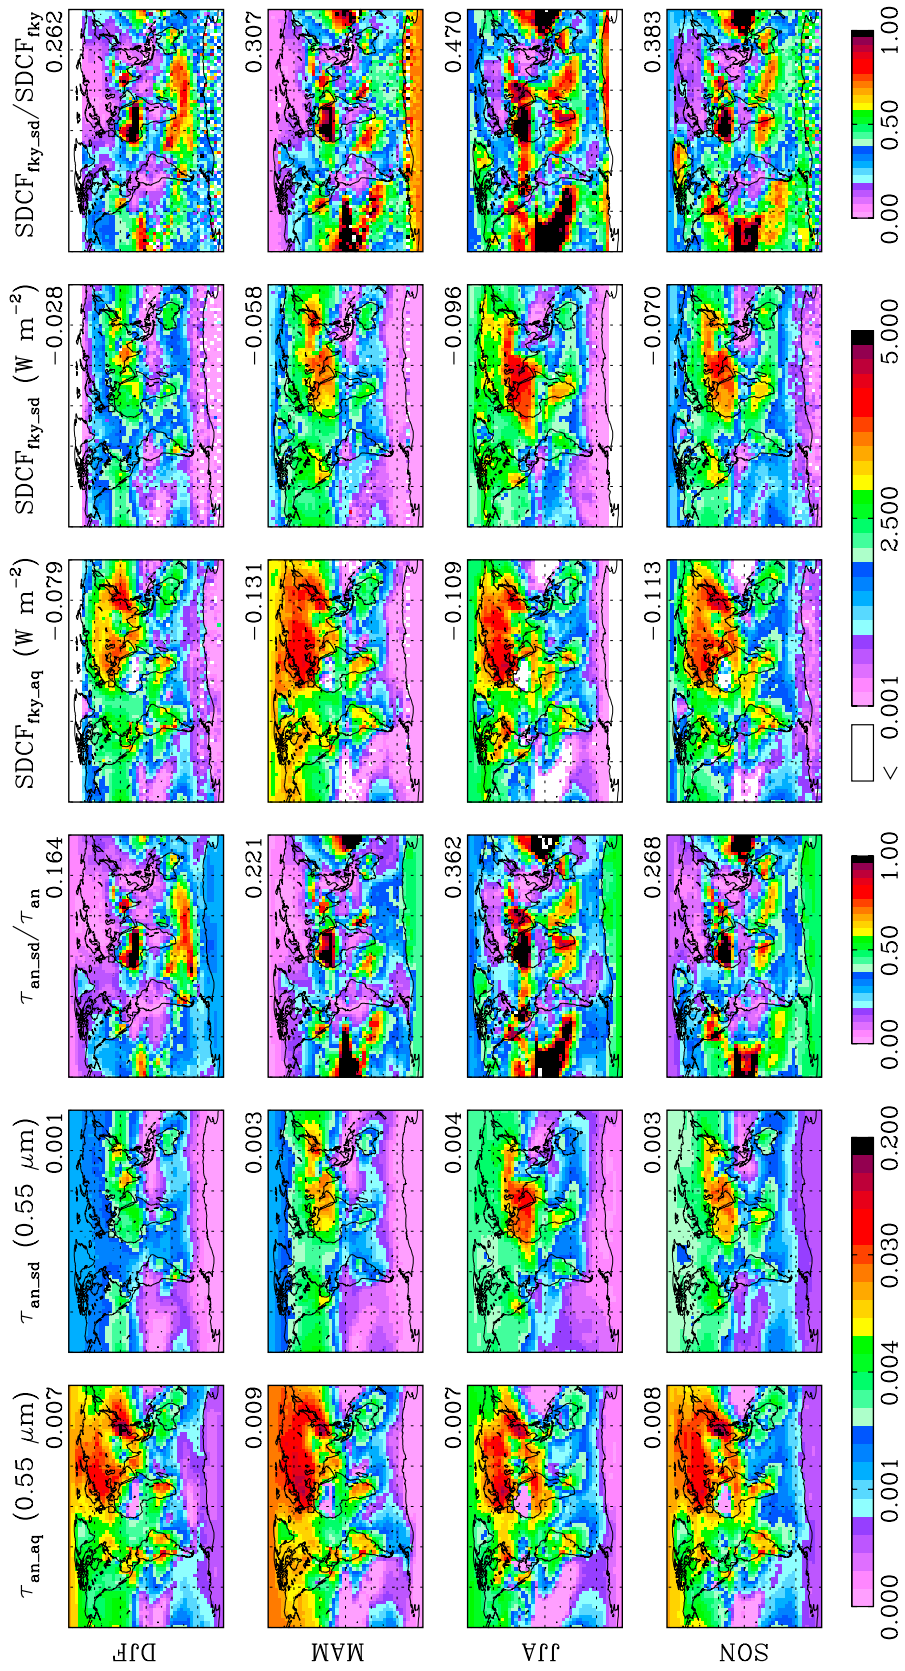 τan_aq (0.55 μm) τan_sd (0.55 μm) τan_sd/τan SDCFfky_aq (W m−2) SDCFfky_sd (W m−2) SDCFfky_sd/SDCFfky
0.007 0.001 0.164 −0.079 −0.028 0.262
DJF
0.009 0.003 0.221 −0.131 −0.058 0.307
MAM
0.007 0.004 0.362 −0.109 −0.096 0.470
JJA
0.008 0.003 0.268 −0.113 −0.070 0.383
SON
0.000 0.001 0.004 0.030 0.200 0.00 0.50 1.00 < 0.001 2.500 5.000 0.00 0.50 1.00